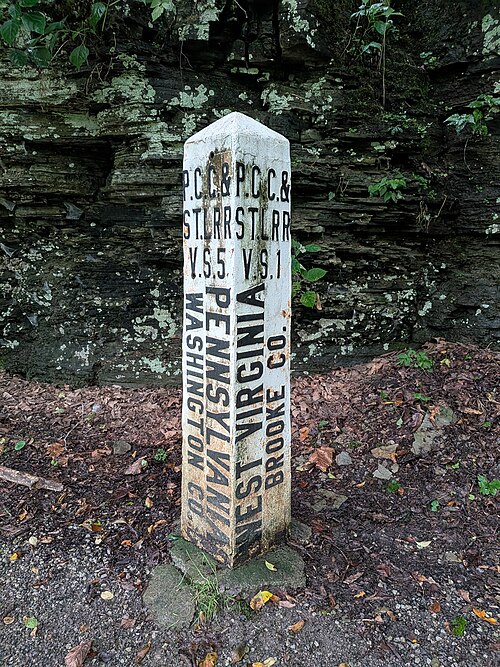 P.C.C.&
ST.L.RR
V.S.5.
PENNSYLVANIA
WASHINGTON CO.
P.C.C.&
ST.L.RR
V.S.1
WEST VIRGINIA
BROOKE CO.